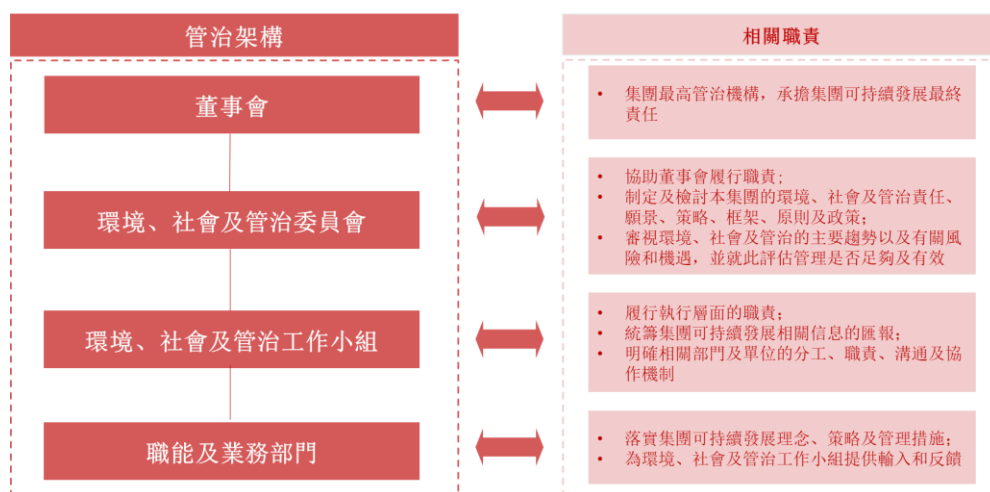 管治架構
相關職責
董事會
• 集團最高管治機構，承擔集團可持續發展最終
責任
環境、社會及管治委員會
• 協助董事會履行職責;
• 制定及檢討本集團的環境、社會及管治責任、
願景、策略、框架、原則及政策;
• 審視環境、社會及管治的主要趨勢以及有關風
險和機遇，並就此評估管理是否足夠及有效
環境、社會及管治工作小組
• 履行執行層面的職責;
• 統籌集團可持續發展相關信息的匯報;
• 明確相關部門及單位的分工、職責、溝通及協
作機制
職能及業務部門
• 落實集團可持續發展理念、策略及管理措施;
• 為環境、社會及管治工作小組提供輸入和反饋